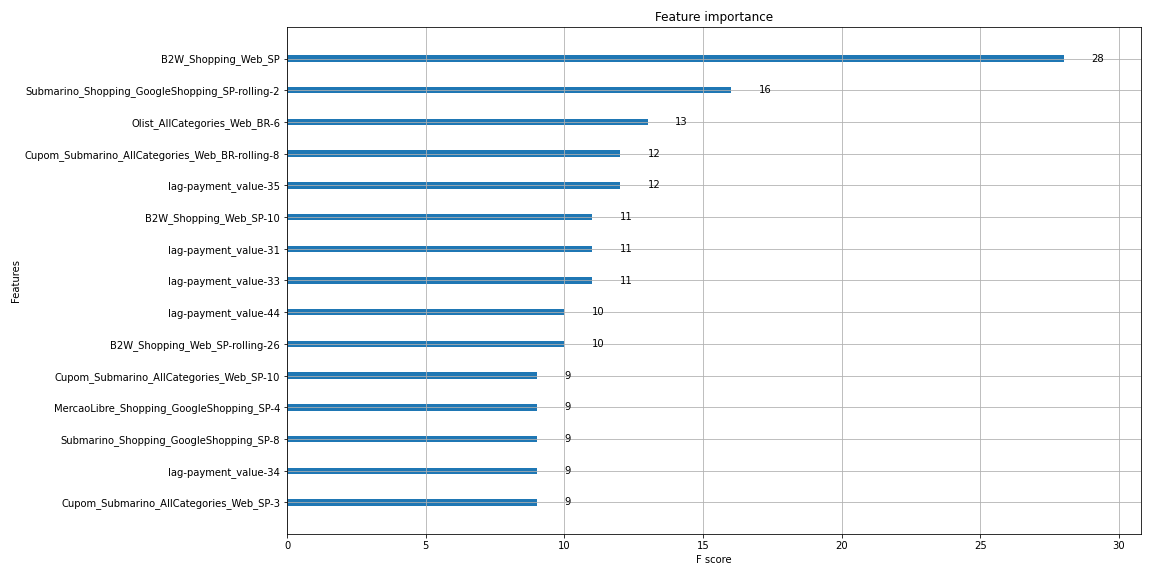 Feature importance
B2W_Shopping_Web_SP 28
Submarino_Shopping_GoogleShopping_SP-rolling-2 16
Olist_AllCategories_Web_BR-6 13
Cupom_Submarino_AllCategories_Web_BR-rolling-8 12
lag-payment_value-35 12
B2W_Shopping_Web_SP-10 11
lag-payment_value-31 11
lag-payment_value-33 11
lag-payment_value-44 10
B2W_Shopping_Web_SP-rolling-26 10
Cupom_Submarino_AllCategories_Web_SP-10 9
MercaoLibre_Shopping_GoogleShopping_SP-4 9
Submarino_Shopping_GoogleShopping_SP-8 9
lag-payment_value-34 9
Cupom_Submarino_AllCategories_Web_SP-3 9
Features
0 5 10 15 20 25 30
F score